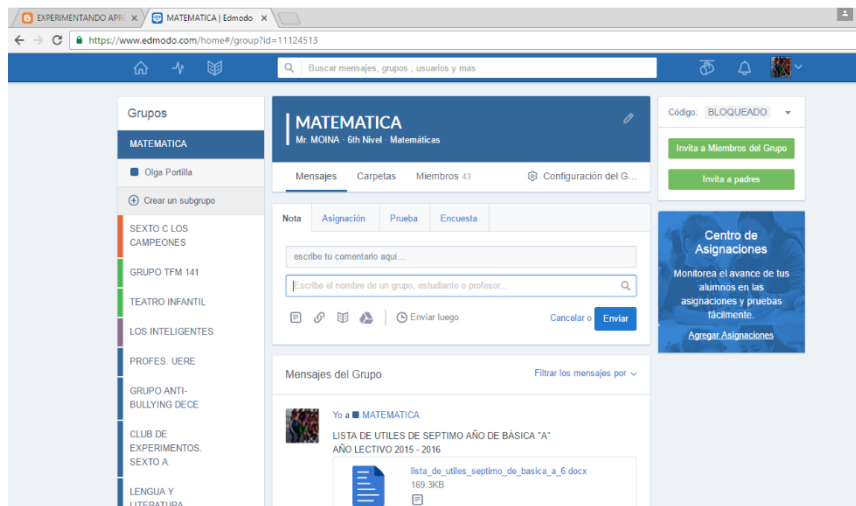 EXPERIMENTANDO APRO
MATEMATICA | Edmodo
https://www.edmodo.com/home#/group?id=11124513
Buscar mensajes, grupos , usuarios y mas
Grupos
MATEMATICA
Olga Portilla
Crear un subgrupo
SEXTO C LOS
CAMPEONES
GRUPO TFM 141
TEATRO INFANTIL
LOS INTELIGENTES
PROFES. UERE
GRUPO ANTI-
BULLYING DECE
CLUB DE
EXPERIMENTOS.
SEXTO A.
LENGUA Y
LITERATURA
MATEMATICA
Mr. MOINA · 6th Nivel · Matemáticas
Mensajes Carpetas Miembros 43 Configuración del G...
Nota Asignación Prueba Encuesta
escribe tu comentario aquí...
Escribe el nombre de un grupo, estudiante o profesor...
Enviar luego Cancelar o Enviar
Mensajes del Grupo Filtrar los mensajes por
Yo a MATEMATICA
LISTA DE UTILES DE SEPTIMO AÑO DE BÁSICA "A"
AÑO LECTIVO 2015 - 2016
lista_de_utiles_septimo_de_basica_a_6.docx
169.3KB
Código: BLOQUEADO
Invita a Miembros del Grupo
Invita a padres
Centro de
Asignaciones
Monitorea el avance de tus
alumnos en las
asignaciones y pruebas
fácilmente.
Agregar Asignaciones